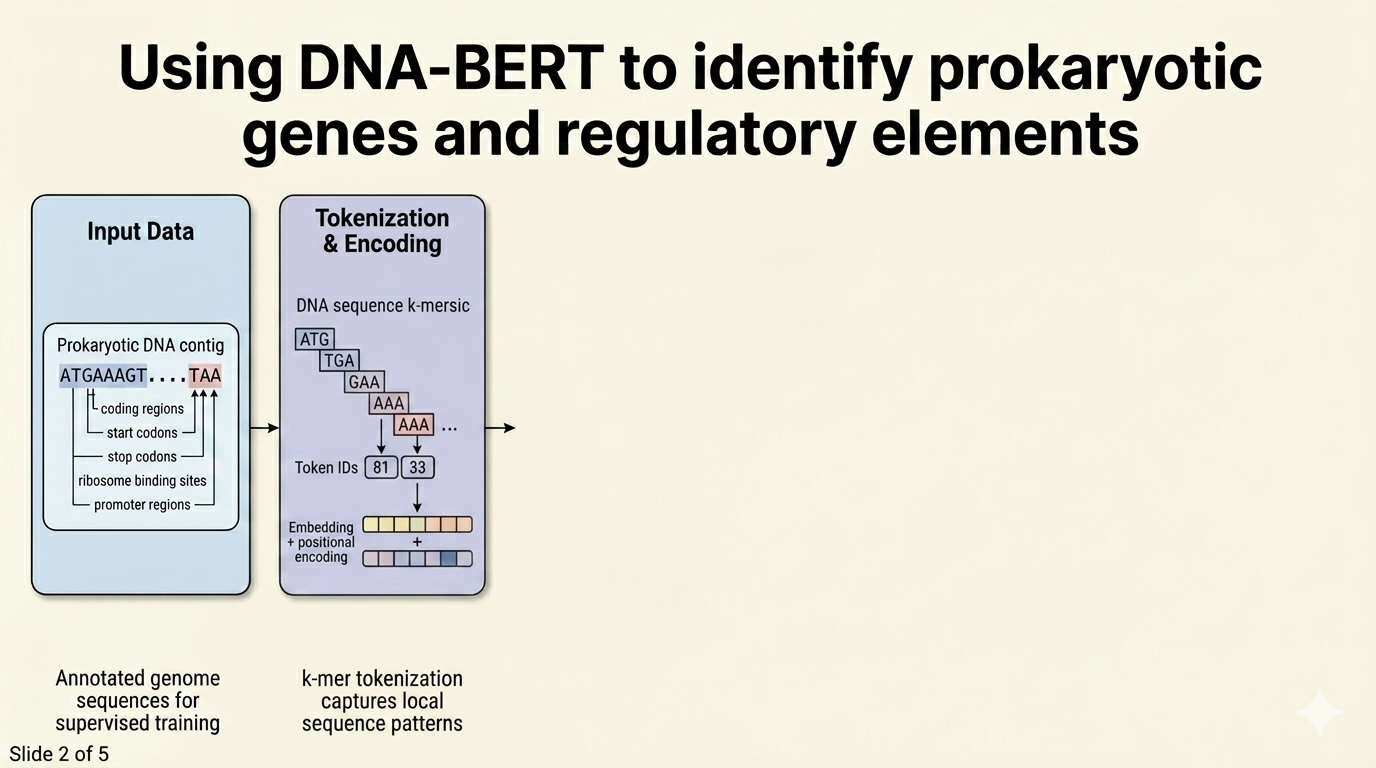 Using DNA-BERT to identify prokaryotic
genes and regulatory elements
Input Data
Prokaryotic DNA contig
ATGAAAGT....TAA
coding regions
start codons
stop codons
ribosome binding sites
promoter regions
Annotated genome
sequences for
supervised training
Tokenization
& Encoding
DNA sequence k-mersic
ATG
TGA
GAA
AAA
AAA ...
Token IDs 81 33
Embedding
+ positional
encoding
+
k-mer tokenization
captures local
sequence patterns
Slide 2 of 5